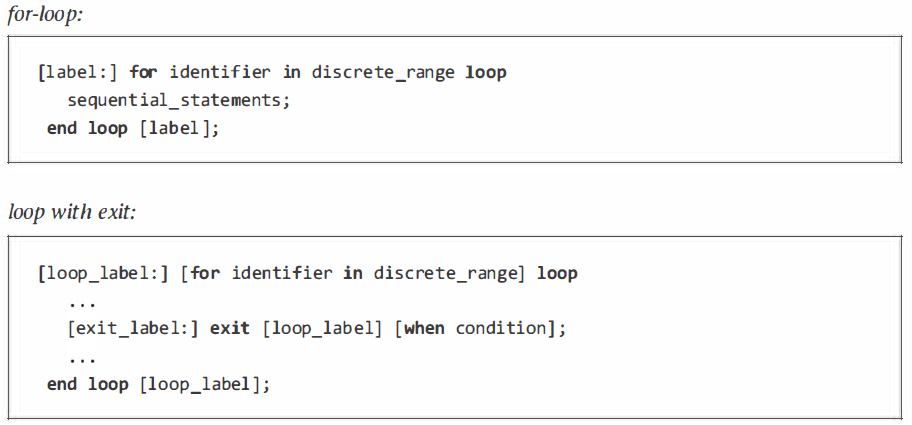 for-loop:
[label:] for identifier in discrete_range loop
sequential_statements;
end loop [label];
loop with exit:
[loop_label:] [for identifier in discrete_range] loop
...
[exit_label:] exit [loop_label] [when condition];
...
end loop [loop_label];